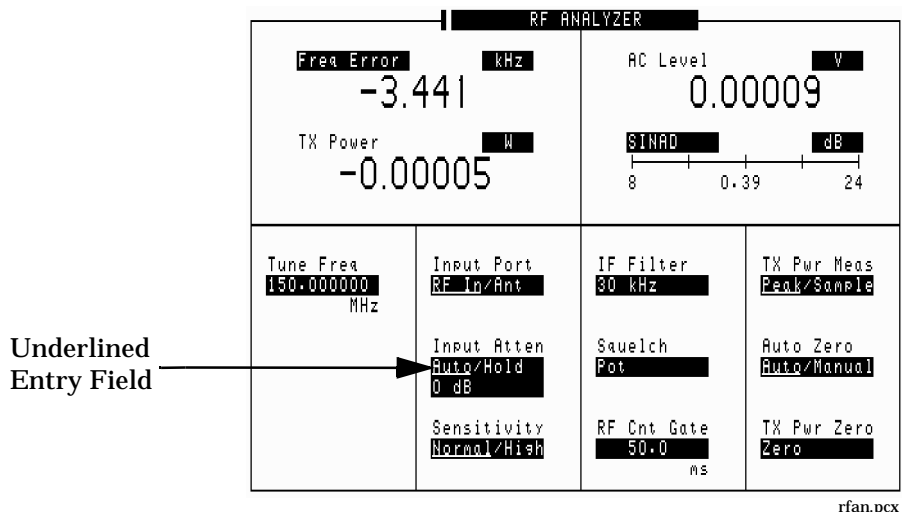 RF ANALYZER
Freq Error kHz
-3.441
TX Power W
-0.00005
AC Level V
0.00009
SINAD dB
8 0.39 24
Tune Freq
150.000000
MHz
Input Port
RF In/Ant
Input Atten
Auto/Hold
0 dB
Sensitivity
Normal/High
IF Filter
30 kHz
Squelch
Pot
RF Cnt Gate
50.0
ms
TX Pwr Meas
Peak/Sample
Auto Zero
Auto/Manual
TX Pwr Zero
Zero
Underlined
Entry Field
rfan.pcx